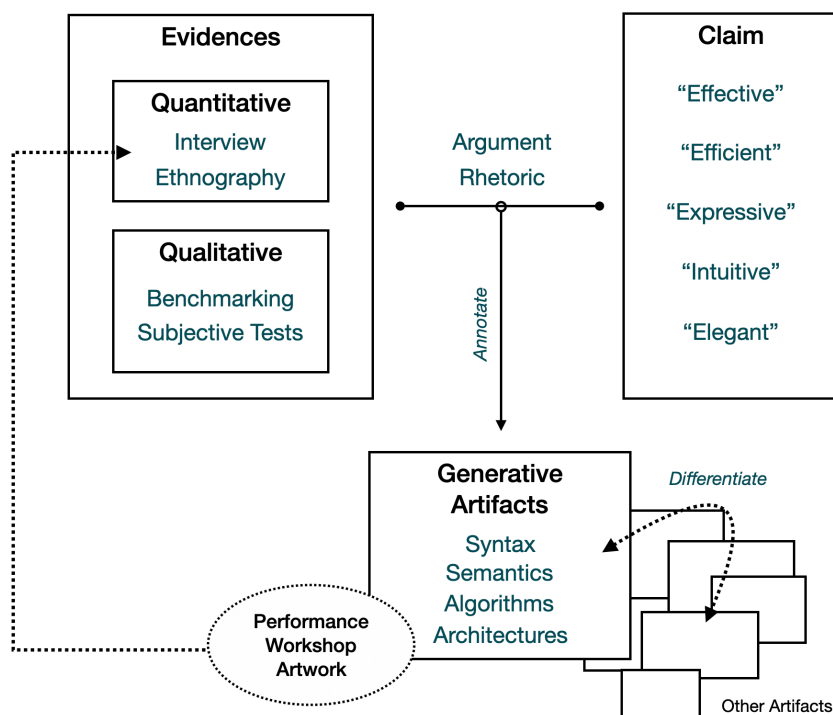 Evidences
Quantitative
Interview
Ethnography
Qualitative
Benchmarking
Subjective Tests
Argument
Rhetoric
Annotate
Claim
“Effective”
“Efficient”
“Expressive”
“Intuitive”
“Elegant”
Generative
Artifacts
Syntax
Semantics
Algorithms
Architectures
Differentiate
Performance
Workshop
Artwork
Other Artifacts